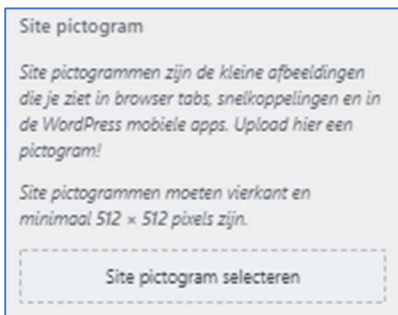 Site pictogram
Site pictogrammen zijn de kleine afbeeldingen
die je ziet in browser tabs, snelkoppelingen en in
de WordPress mobiele apps. Upload hier een
pictogram!
Site pictogrammen moeten vierkant en
minimaal 512 × 512 pixels zijn.
Site pictogram selecteren